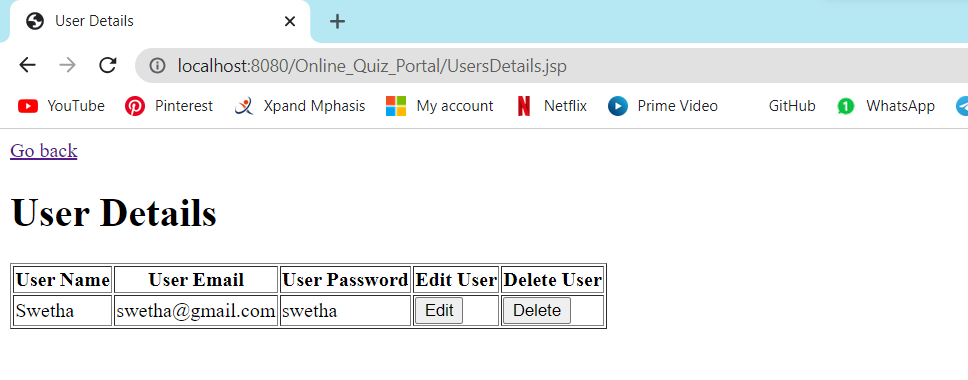 User Details
localhost:8080/Online_Quiz_Portal/UsersDetails.jsp
YouTube Pinterest Xpand Mphasis My account Netflix Prime Video GitHub 1 WhatsApp
Go back
User Details
User Name User Email User Password Edit User Delete User
Swetha swetha@gmail.com swetha Edit Delete